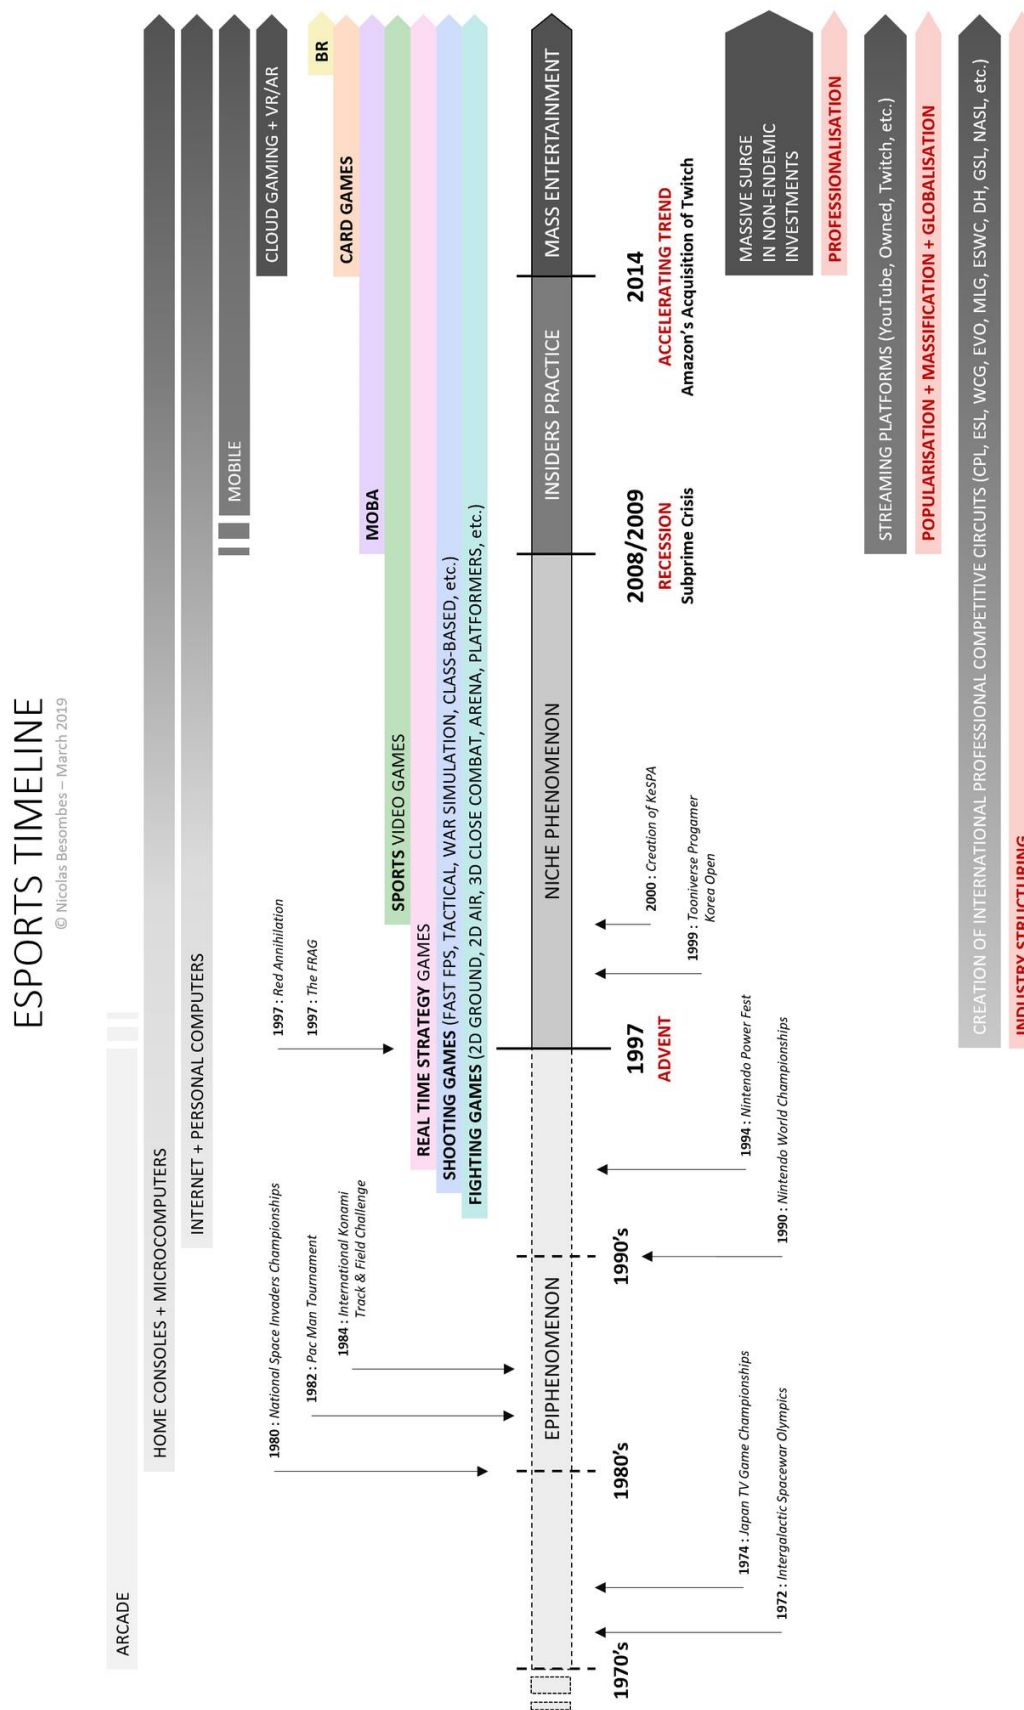 ESPORTS TIMELINE
© Nicolas Besombes – March 2019
ARCADE
HOME CONSOLES + MICROCOMPUTERS
INTERNET + PERSONAL COMPUTERS
MOBILE
CLOUD GAMING + VR/AR
1980 : National Space Invaders Championships
1982 : Pac Man Tournament
1984 : International Konami
Track & Field Challenge
1997 : Red Annihilation
1997 : The FRAG
BR
CARD GAMES
MOBA
SPORTS VIDEO GAMES
REAL TIME STRATEGY GAMES
SHOOTING GAMES (FAST FPS, TACTICAL, WAR SIMULATION, CLASS-BASED, etc.)
FIGHTING GAMES (2D GROUND, 2D AIR, 3D CLOSE COMBAT, ARENA, PLATFORMERS, etc.)
EPIPHENOMENON
NICHE PHENOMENON
INSIDERS PRACTICE
MASS ENTERTAINMENT
1970's
1980's
1990's
1997
ADVENT
2008/2009
RECESSION
Subprime Crisis
2014
ACCELERATING TREND
Amazon's Acquisition of Twitch
1974 : Japan TV Game Championships
1972 : Intergalactic Spacewar Olympics
1994 : Nintendo Power Fest
1990 : Nintendo World Championships
2000 : Creation of KeSPA
1999 : Tooniverse Progamer
Korea Open
MASSIVE SURGE
IN NON-ENDEMIC
INVESTMENTS
PROFESSIONALISATION
STREAMING PLATFORMS (YouTube, Owned, Twitch, etc.)
POPULARISATION + MASSIFICATION + GLOBALISATION
CREATION OF INTERNATIONAL PROFESSIONAL COMPETITIVE CIRCUITS (CPL, ESL, WCG, EVO, MLG, ESWC, DH, GSL, NASL, etc.)
INDUSTRY STRUCTURING